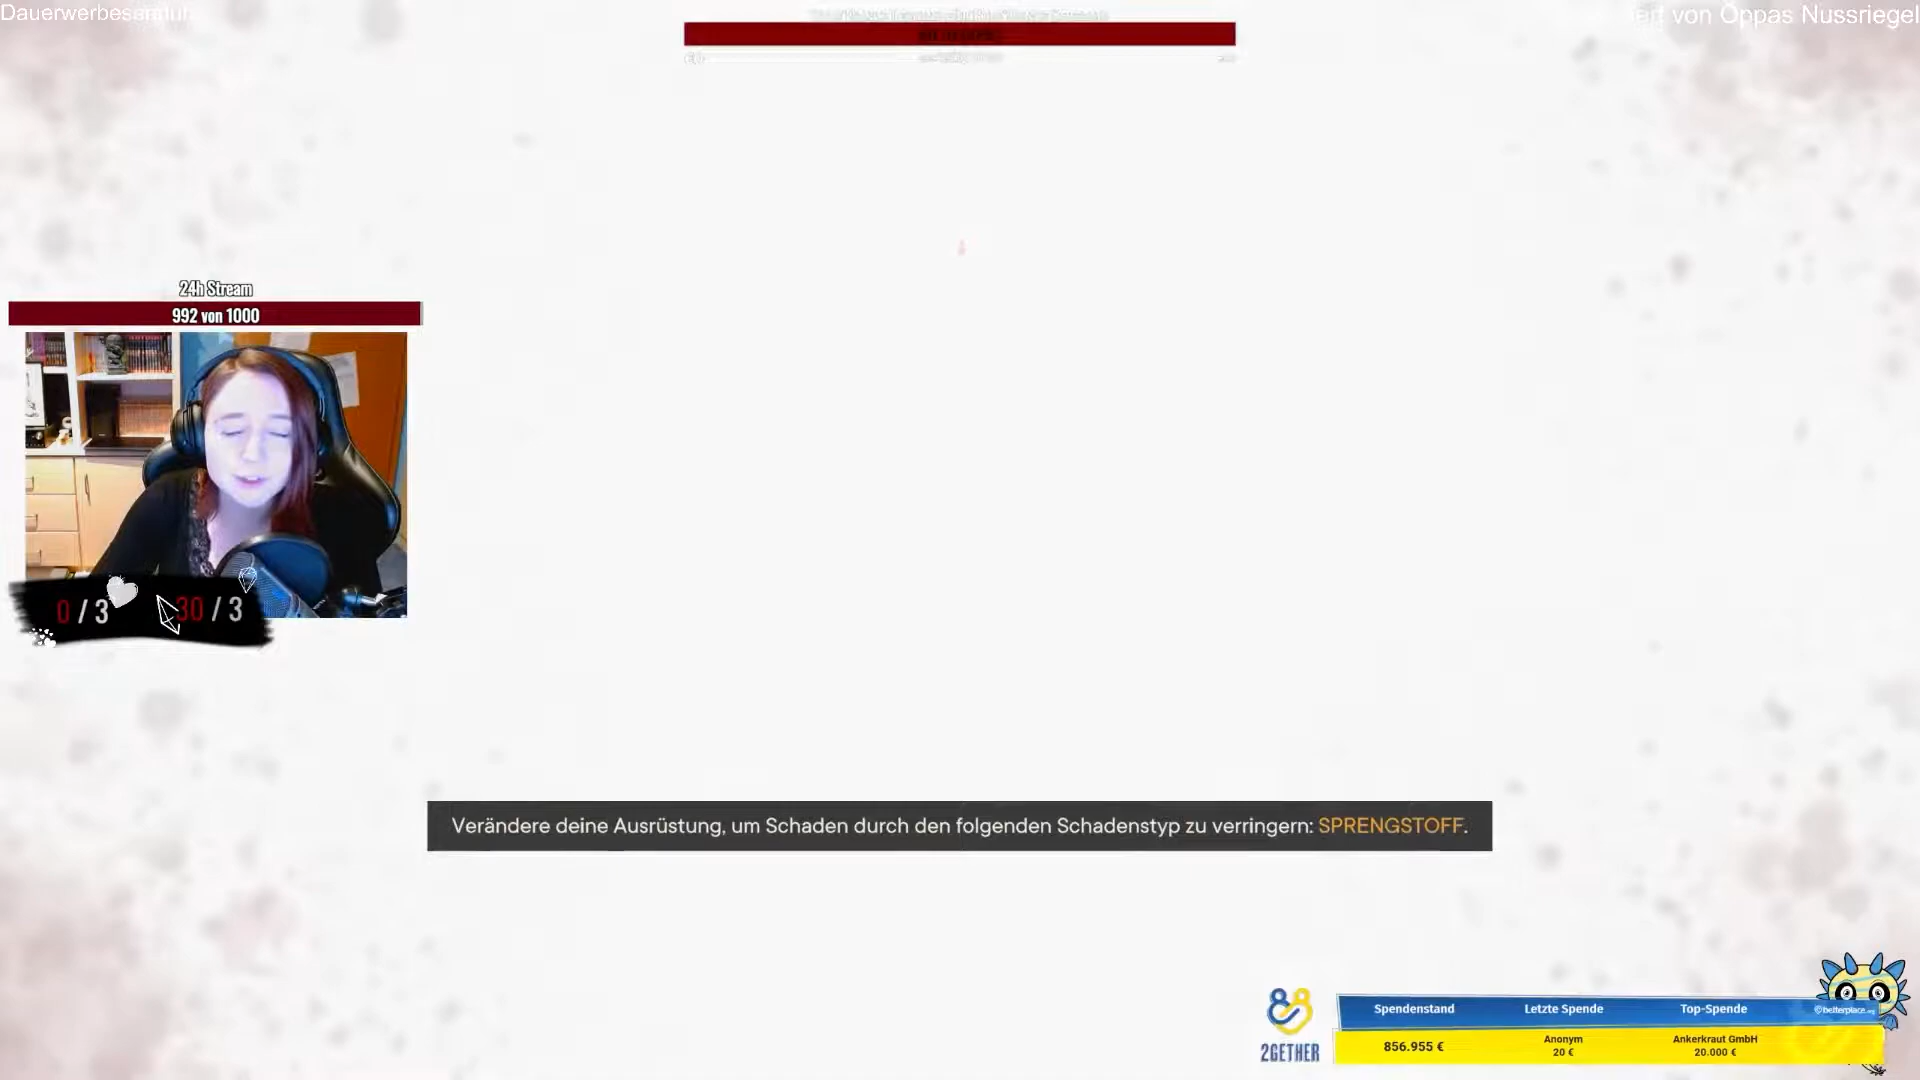 von Oppas Nussriegel
24h Stream
992 von 1000
0 / 3
30 / 3
Verändere deine Ausrüstung, um Schaden durch den folgenden Schadenstyp zu verringern: SPRENGSTOFF.
Spendenstand Letzte Spende Top-Spende betterplace.org
856.955 € Anonym 20 € Ankerkraut GmbH 20.000 €
2GETHER